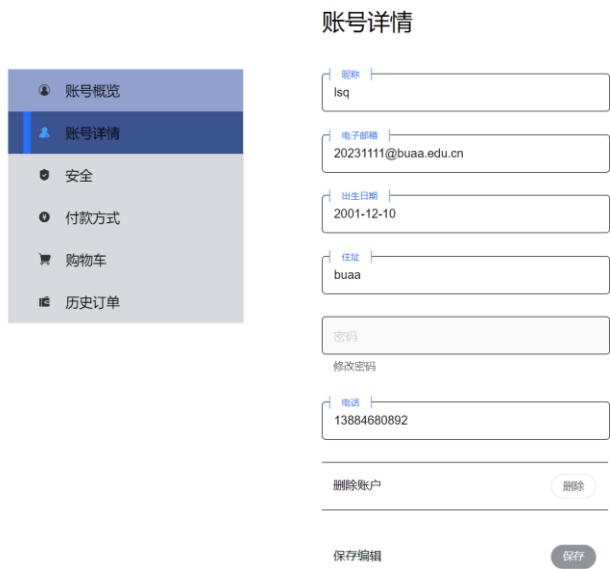 账号详情
账号概览
账号详情
安全
付款方式
购物车
历史订单
昵称
lsq
电子邮箱
20231111@buaa.edu.cn
出生日期
2001-12-10
住址
buaa
密码
修改密码
电话
13884680892
删除账户
删除
保存编辑
保存